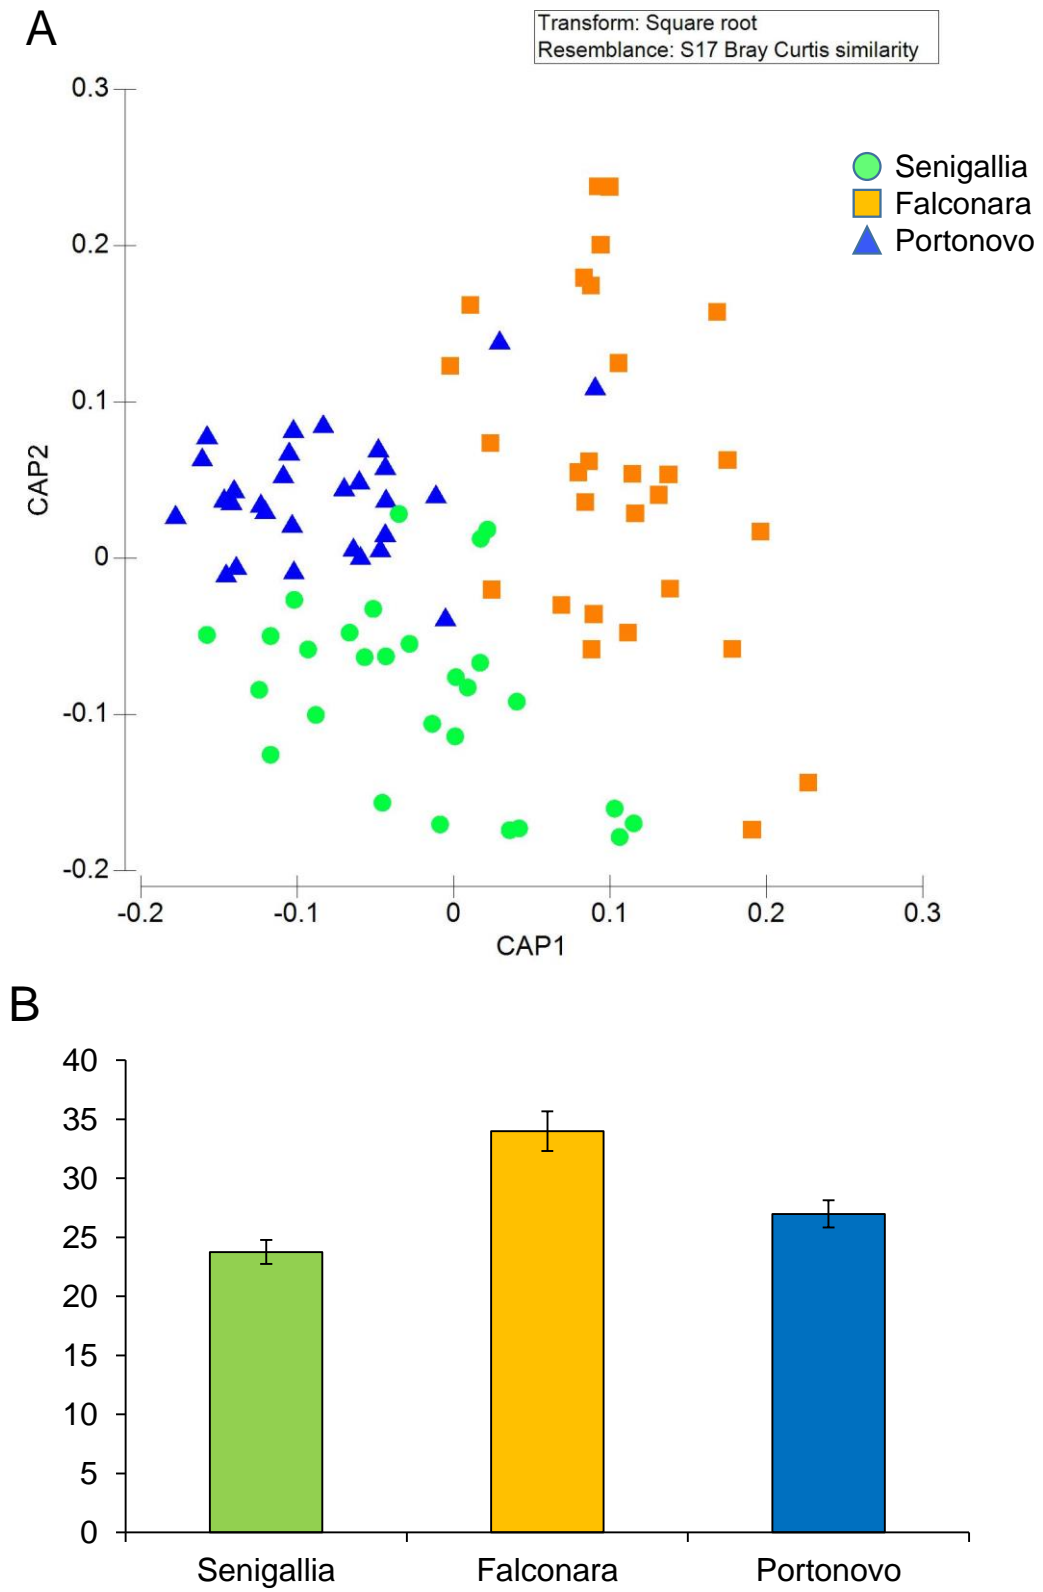 A
Transform: Square root
Resemblance: S17 Bray Curtis similarity
0.3
Senigallia
Falconara
Portonovo
0.2
0.1
CAP2
0
-0.1
-0.2
-0.2 -0.1 0 0.1 0.2 0.3
CAP1
B
40
35
30
25
20
15
10
5
0
Senigallia Falconara Portonovo